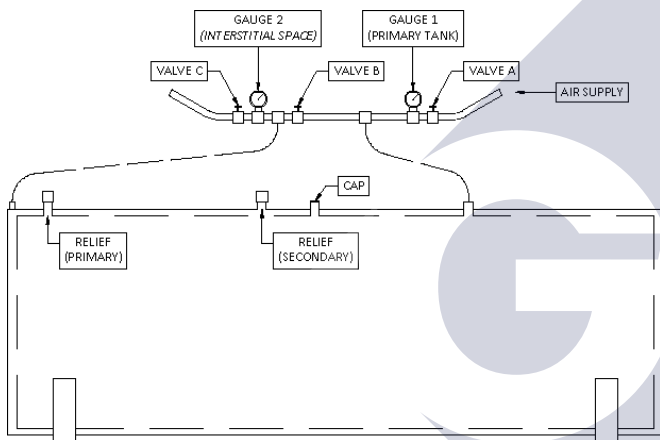 GAUGE 2
(INTERSTITIAL SPACE)
GAUGE 1
(PRIMARY TANK)
VALVE C
VALVE B
VALVE A
AIR SUPPLY
CAP
RELIEF
(PRIMARY)
RELIEF
(SECONDARY)
G